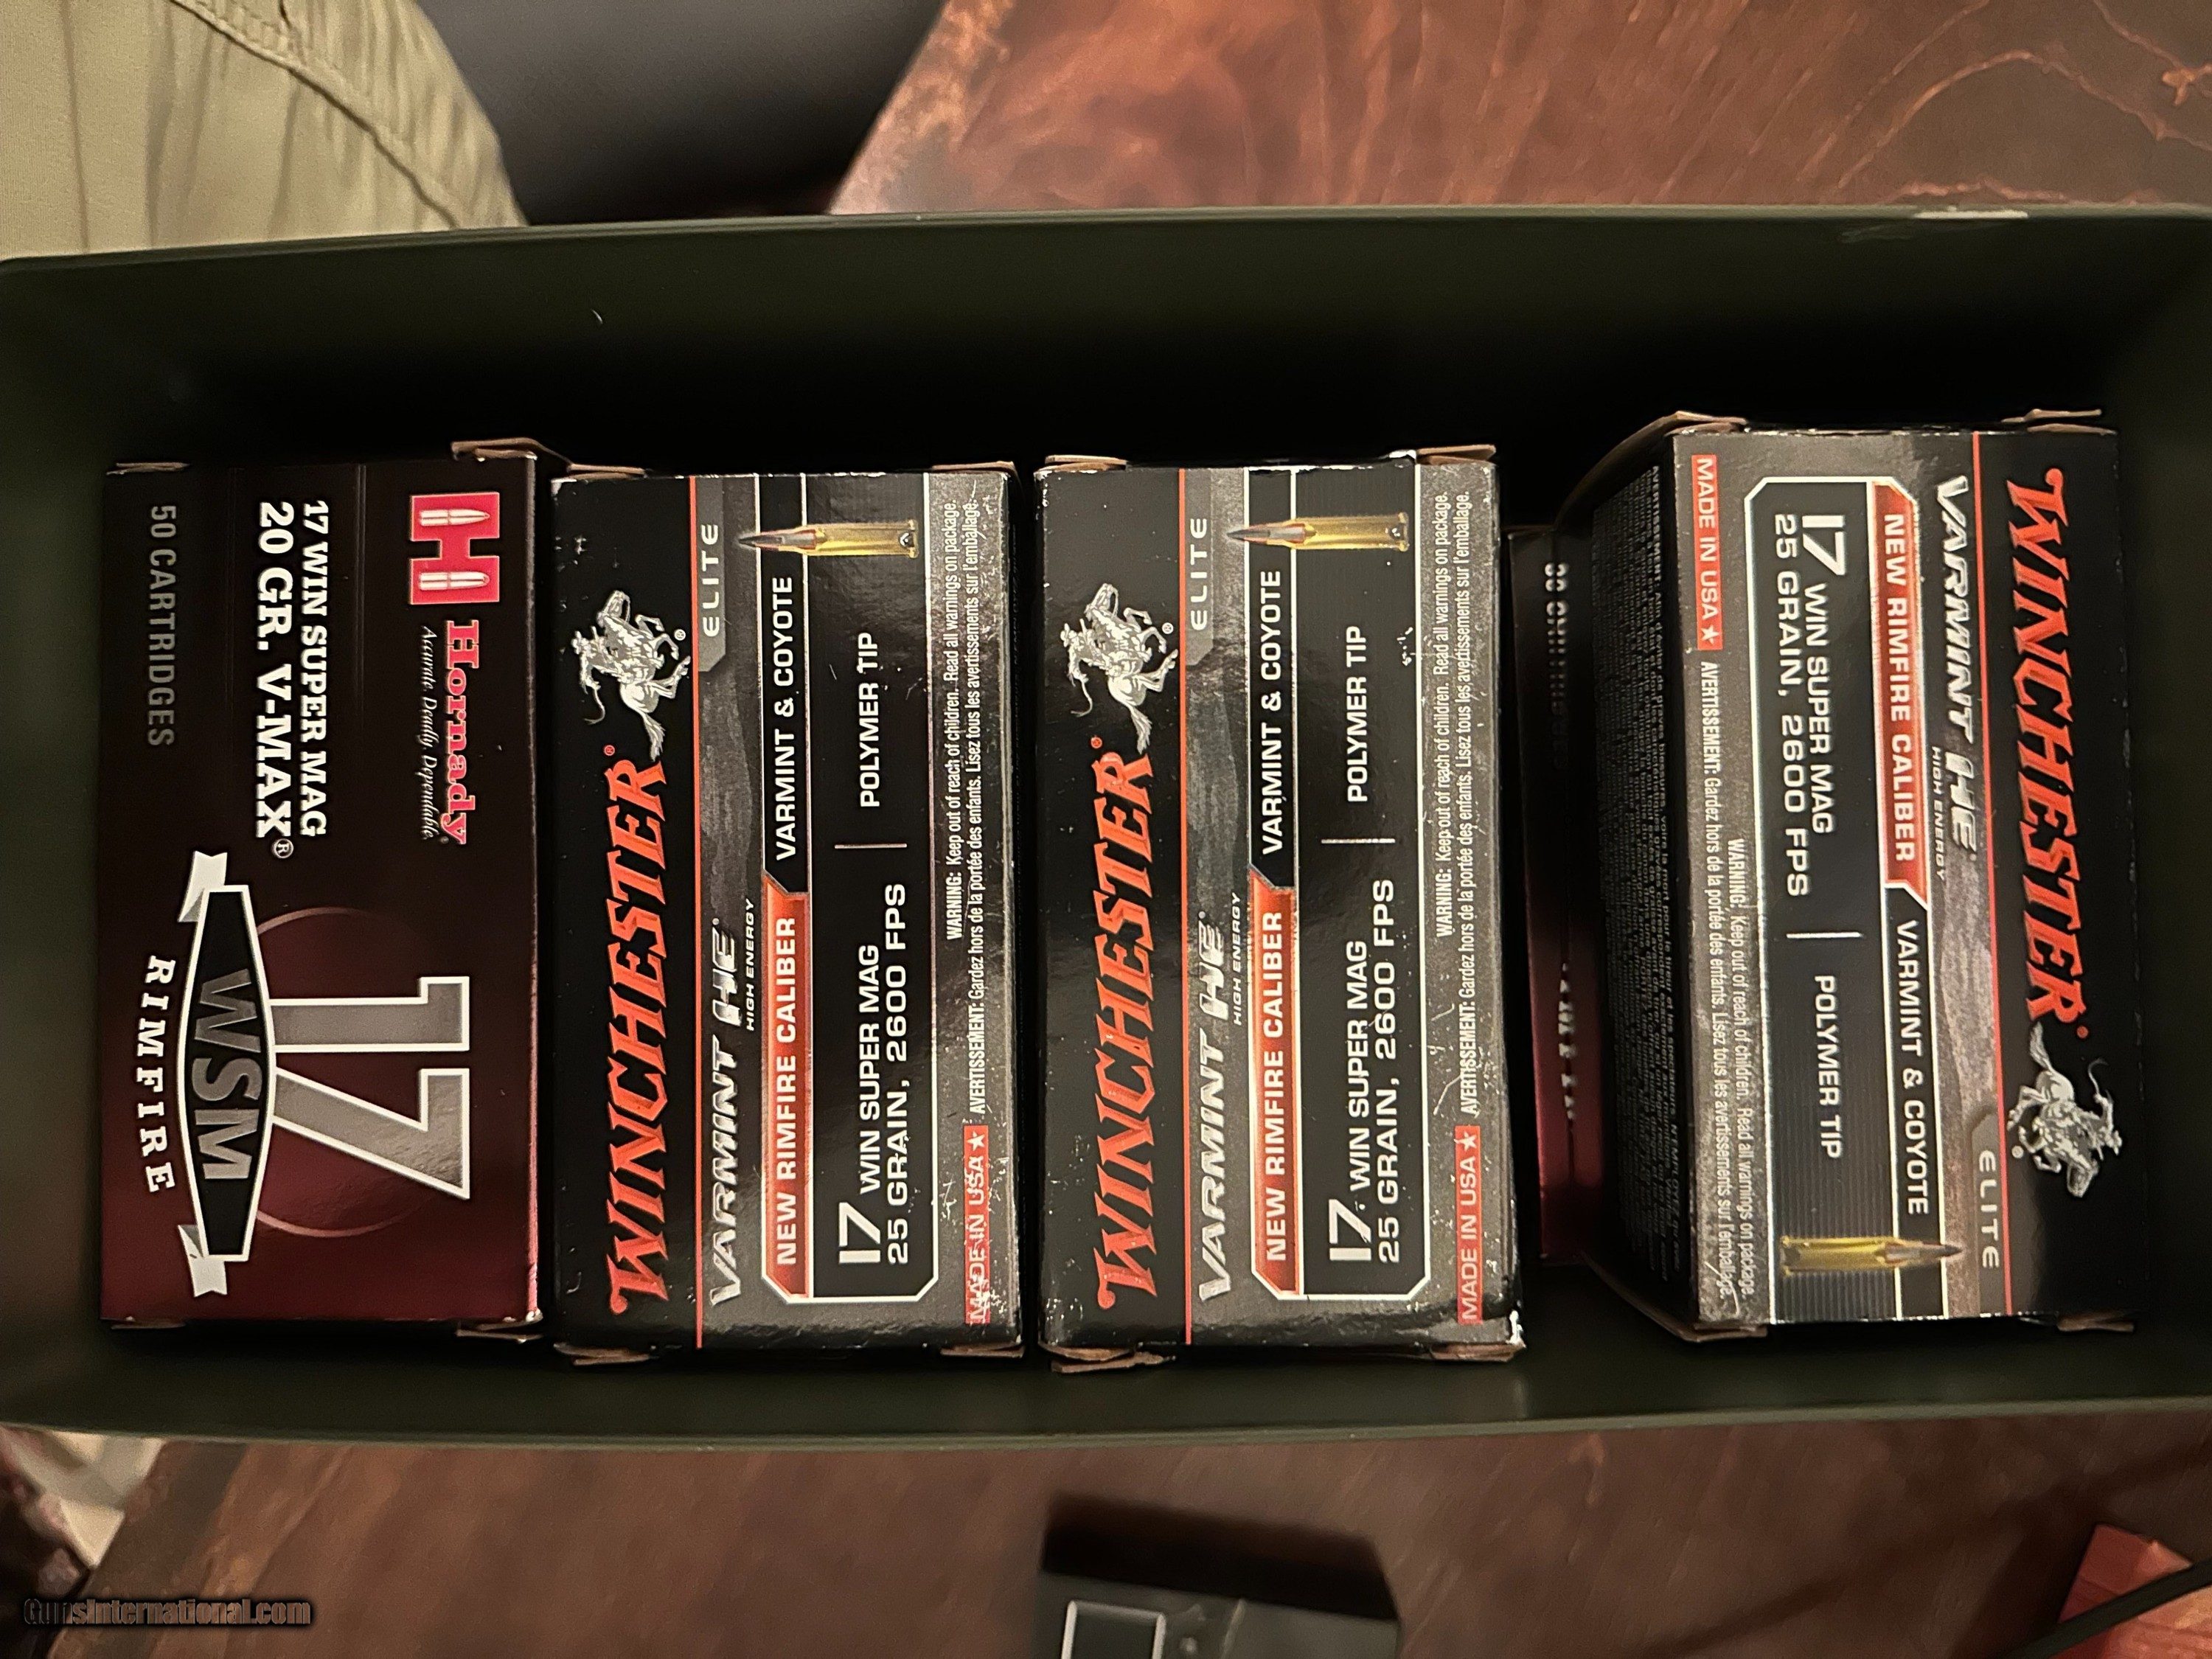 Hornady
Accurate. Deadly. Dependable.
17 WIN SUPER MAG
20 GR. V-MAX®
50 CARTRIDGES
17
WSM
RIMFIRE
WINCHESTER®
ELITE
VARMINT HE®
HIGH ENERGY
NEW RIMFIRE CALIBER
VARMINT & COYOTE
17 WIN SUPER MAG
25 GRAIN, 2600 FPS
POLYMER TIP
WARNING: Keep out of reach of children. Read all warnings on package.
MADE IN USA ★ AVERTISSEMENT: Gardez hors de la portée des enfants. Lisez tous les avertissements sur l'emballage.
WINCHESTER®
ELITE
VARMINT HE®
HIGH ENERGY
NEW RIMFIRE CALIBER
VARMINT & COYOTE
17 WIN SUPER MAG
25 GRAIN, 2600 FPS
POLYMER TIP
WARNING: Keep out of reach of children. Read all warnings on package.
MADE IN USA ★ AVERTISSEMENT: Gardez hors de la portée des enfants. Lisez tous les avertissements sur l'emballage.
WINCHESTER®
ELITE
VARMINT HE®
HIGH ENERGY
NEW RIMFIRE CALIBER
VARMINT & COYOTE
17 WIN SUPER MAG
25 GRAIN, 2600 FPS
POLYMER TIP
WARNING: Keep out of reach of children. Read all warnings on package.
MADE IN USA ★ AVERTISSEMENT: Gardez hors de la portée des enfants. Lisez tous les avertissements sur l'emballage.
GunsInternational.com